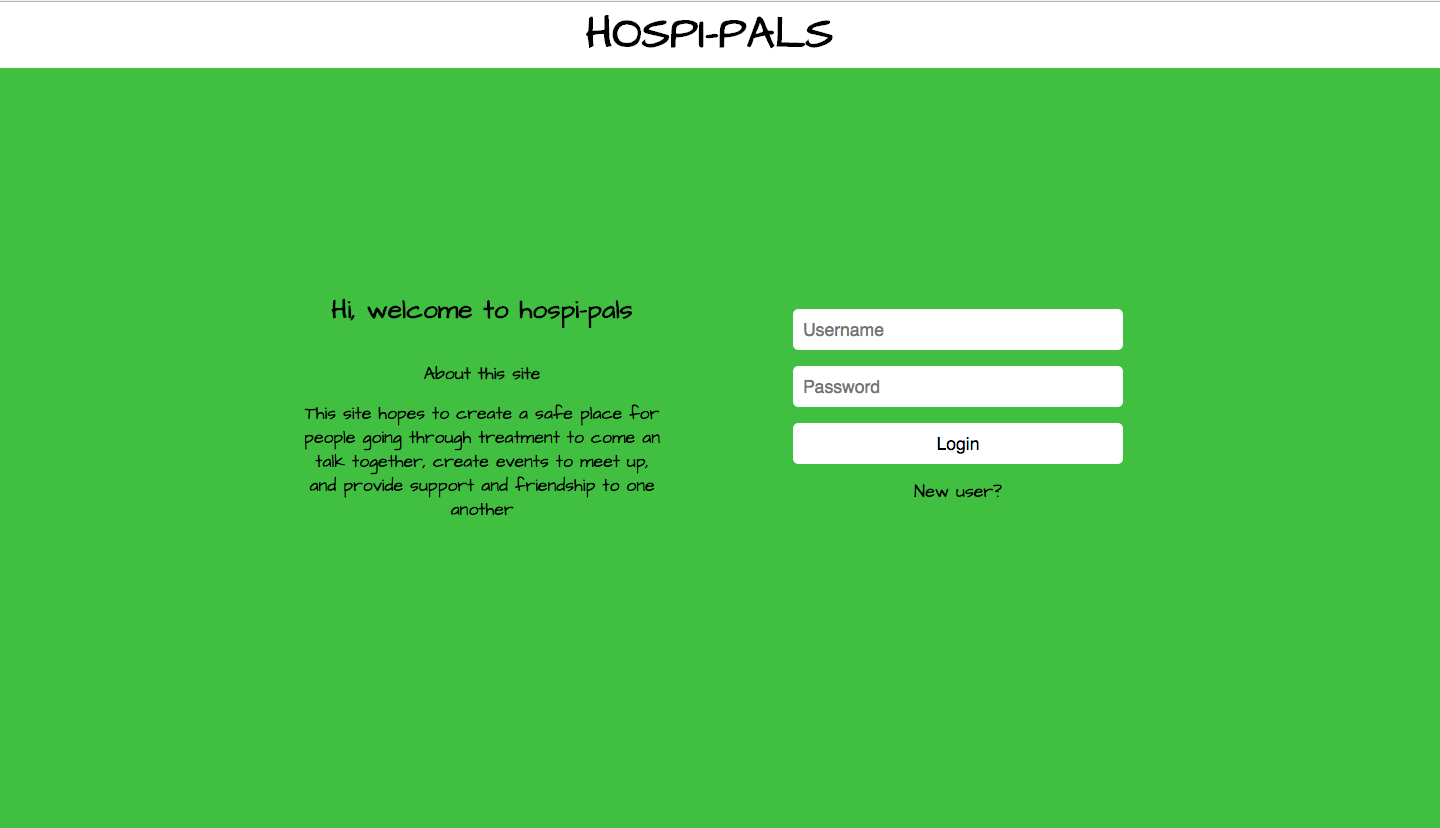 HOSPI-PALS
Hi, welcome to hospi-pals
About this site
This site hopes to create a safe place for
people going through treatment to come an
talk together, create events to meet up,
and provide support and friendship to one
another
Username
Password
Login
New user?